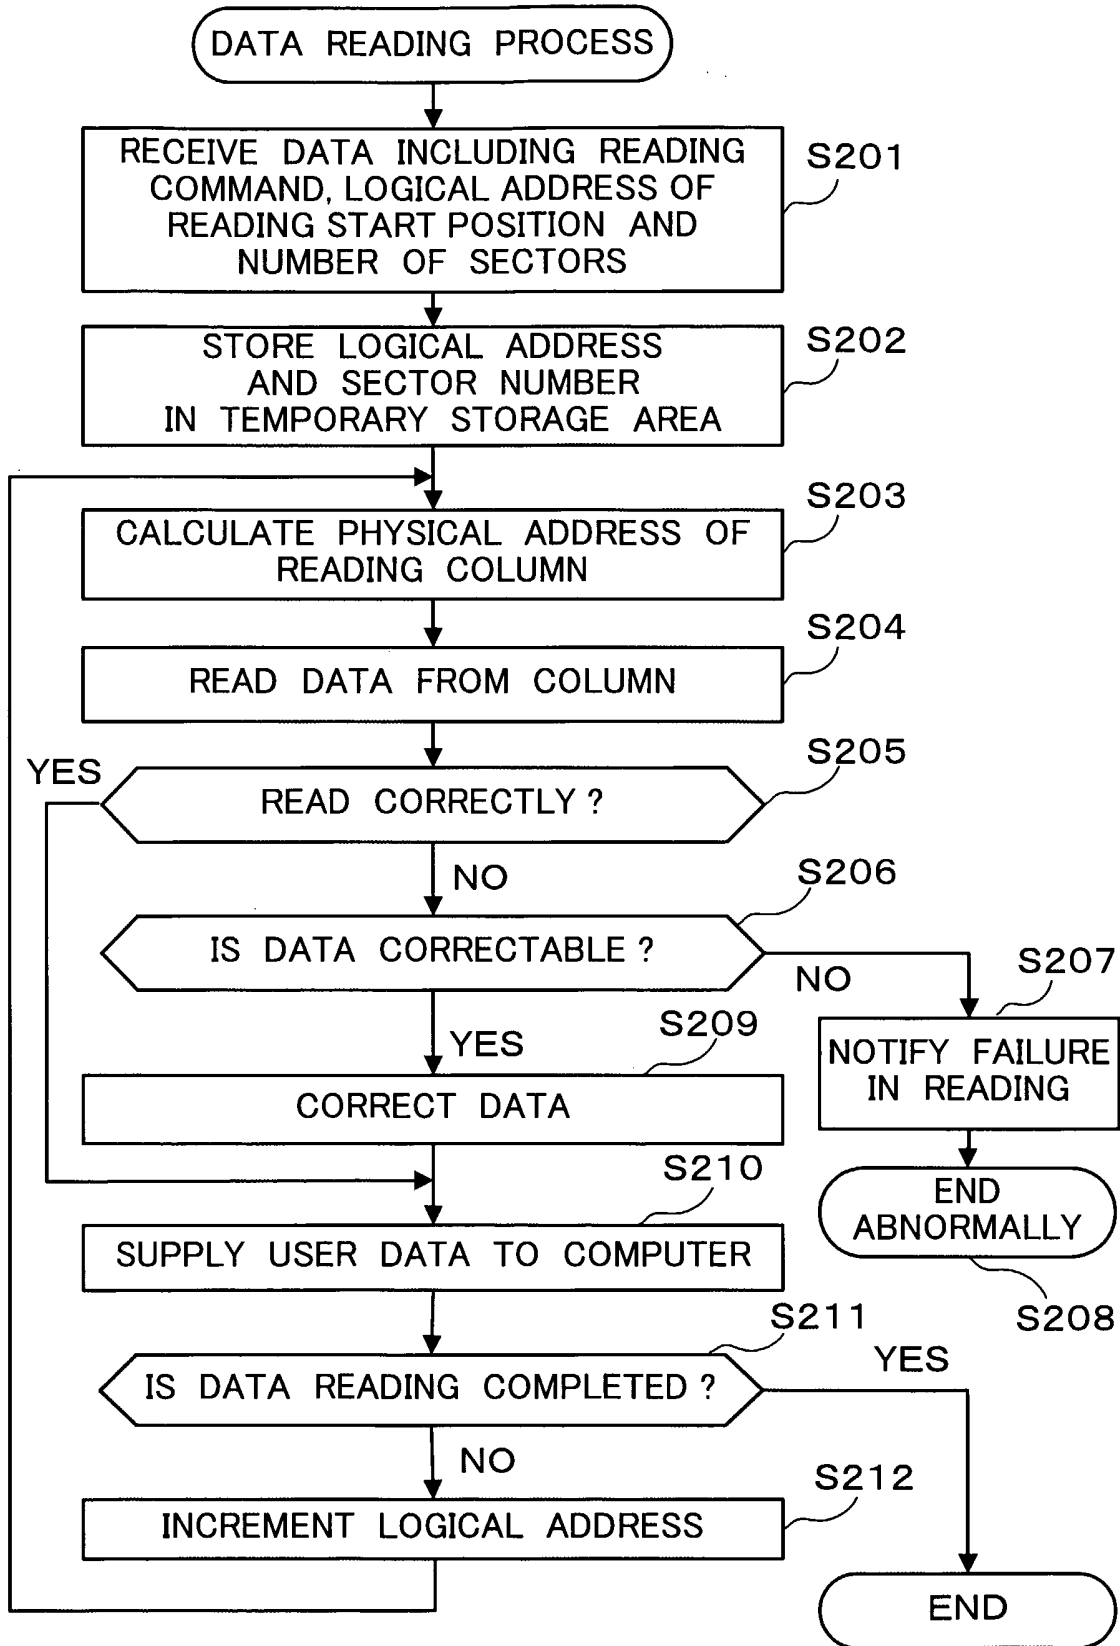 DATA READING PROCESS
RECEIVE DATA INCLUDING READING
COMMAND, LOGICAL ADDRESS OF
READING START POSITION AND
NUMBER OF SECTORS
S201
STORE LOGICAL ADDRESS
AND SECTOR NUMBER
IN TEMPORARY STORAGE AREA
S202
CALCULATE PHYSICAL ADDRESS OF
READING COLUMN
S203
READ DATA FROM COLUMN
S204
READ CORRECTLY ?
S205
YES
NO
IS DATA CORRECTABLE ?
S206
NO
YES
NOTIFY FAILURE
IN READING
S207
END
ABNORMALLY
S208
CORRECT DATA
S209
SUPPLY USER DATA TO COMPUTER
S210
IS DATA READING COMPLETED ?
S211
YES
NO
INCREMENT LOGICAL ADDRESS
S212
END